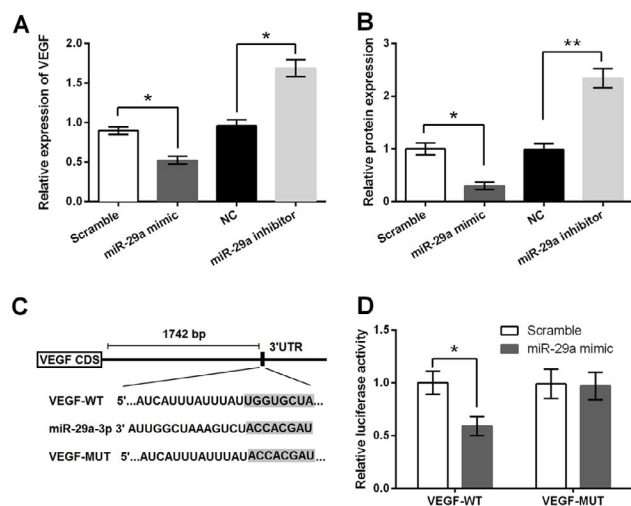 A
Relative expression of VEGF
2.0
1.5
1.0
0.5
0.0
*
*
Scramble
miR-29a mimic
NC
miR-29a inhibitor
B
Relative protein expression
3
2
1
0
*
**
Scramble
miR-29a mimic
NC
miR-29a inhibitor
C
1742 bp
3'UTR
VEGF CDS
VEGF-WT 5'...AUCAUUUAUUUAUUGGUGCUA...
miR-29a-3p 3' AUUGGCUAAAGUCUACCACGAU
VEGF-MUT 5'...AUCAUUUAUUUAUACCACGAU...
D
Relative luciferase activity
1.5
1.0
0.5
0.0
Scramble
miR-29a mimic
*
VEGF-WT
VEGF-MUT